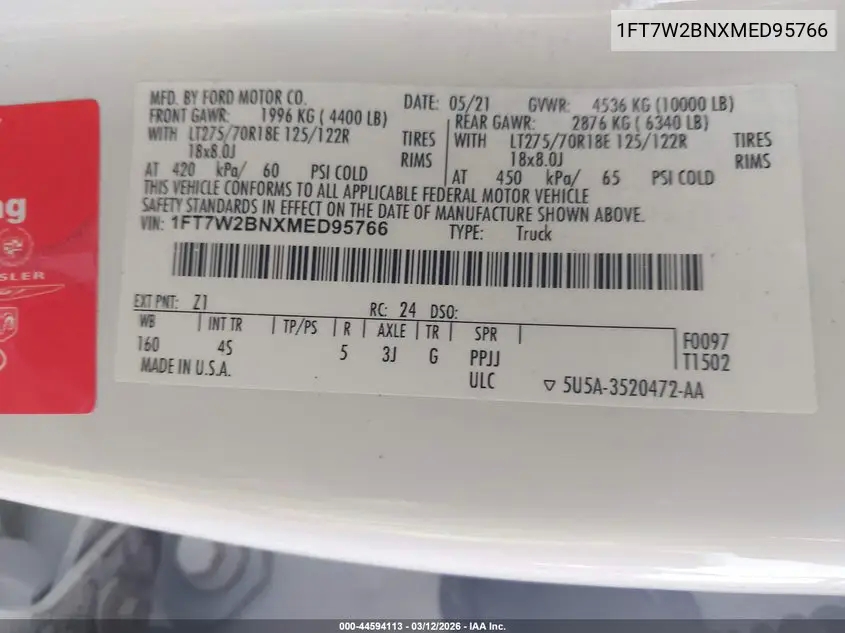 1FT7W2BNXMED95766
MFD. BY FORD MOTOR CO.
DATE: 05/21 GVWR: 4536 KG (10000 LB)
FRONT GAWR: 1996 KG ( 4400 LB)
REAR GAWR: 2876 KG ( 6340 LB)
WITH LT275/70R18E 125/122R TIRES
WITH LT275/70R18E 125/122R TIRES
18x8.0J RIMS
18x8.0J RIMS
AT 420 kPa/ 60 PSI COLD
AT 450 kPa/ 65 PSI COLD
THIS VEHICLE CONFORMS TO ALL APPLICABLE FEDERAL MOTOR VEHICLE
SAFETY STANDARDS IN EFFECT ON THE DATE OF MANUFACTURE SHOWN ABOVE.
VIN: 1FT7W2BNXMED95766 TYPE: Truck
EXT PNT: Z1 RC: 24 DSO:
WB INT TR TP/PS R AXLE TR SPR
160 4S 5 3J G PPJJ
F0097
T1502
MADE IN U.S.A. ULC
5U5A-3520472-AA
ng
SLER
000-44594113 - 03/12/2026 - IAA Inc.